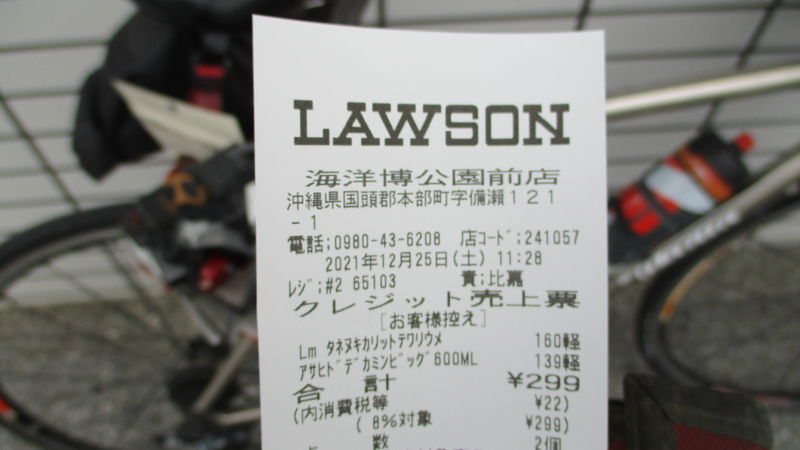 LAWSON
海洋博公園前店
沖縄県国頭郡本部町字備瀬121
-1
電話;0980-43-6208 店コード;241057
2021年12月25日(土) 11:28
レジ;#2 65103 責;比嘉
クレジット売上票
[お客様控え]
Lm タネヌキカリットテワリウメ 160軽
アサヒドデカミンビッグ600ML 139軽
合 計 ¥299
(内消費税等 ¥22)
( 8%対象 ¥299)
点 数 2個